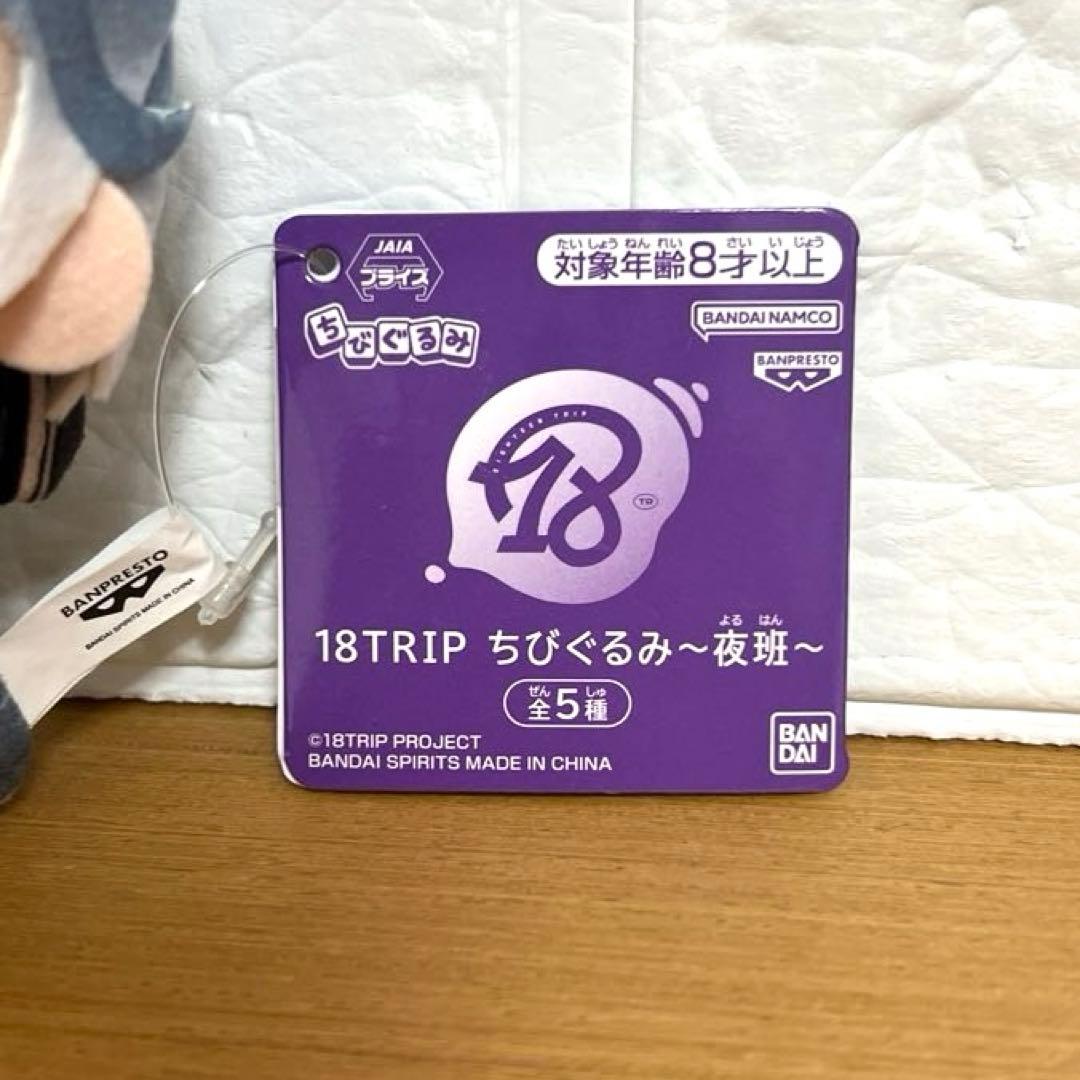 JAIA
プライズ
たいしょうねんれい さい いじょう
対象年齢8才以上
ちびぐるみ
BANDAI NAMCO
BANPRESTO
EIGHTEEN TRIP
18
TR
よる はん
18TRIP ちびぐるみ～夜班～
ぜん しゅ
全5種
©18TRIP PROJECT
BANDAI SPIRITS MADE IN CHINA
BAN
DAI
BANPRESTO
BANDAI SPIRITS MADE IN CHINA